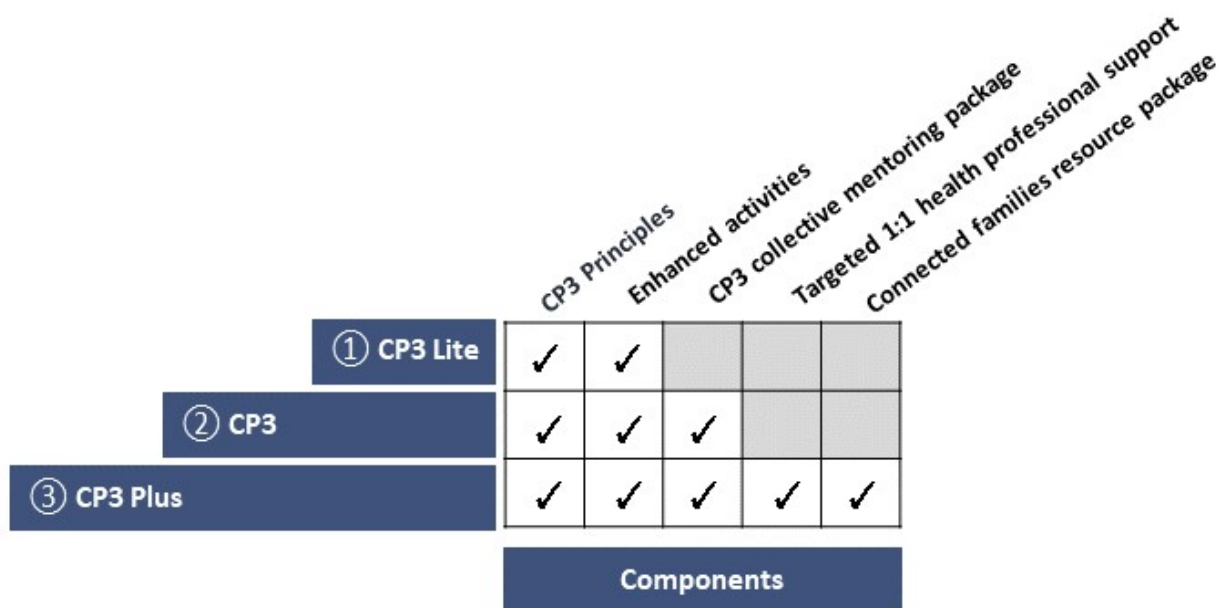 CP3 Principles
Enhanced activities
CP3 collective mentoring package
Targeted 1:1 health professional support
Connected families resource package
① CP3 Lite ✓ ✓
② CP3 ✓ ✓ ✓
③ CP3 Plus ✓ ✓ ✓ ✓ ✓
Components